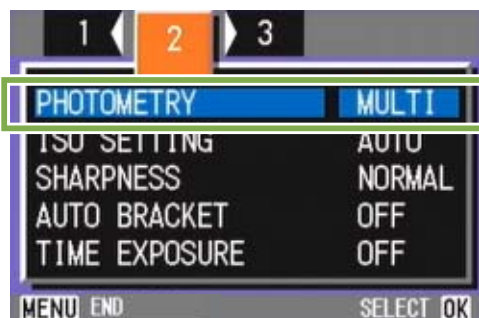 1 2 3
PHOTOMETRY MULTI
ISO SETTING AUTO
SHARPNESS NORMAL
AUTO BRACKET OFF
TIME EXPOSURE OFF
MENU END SELECT OK